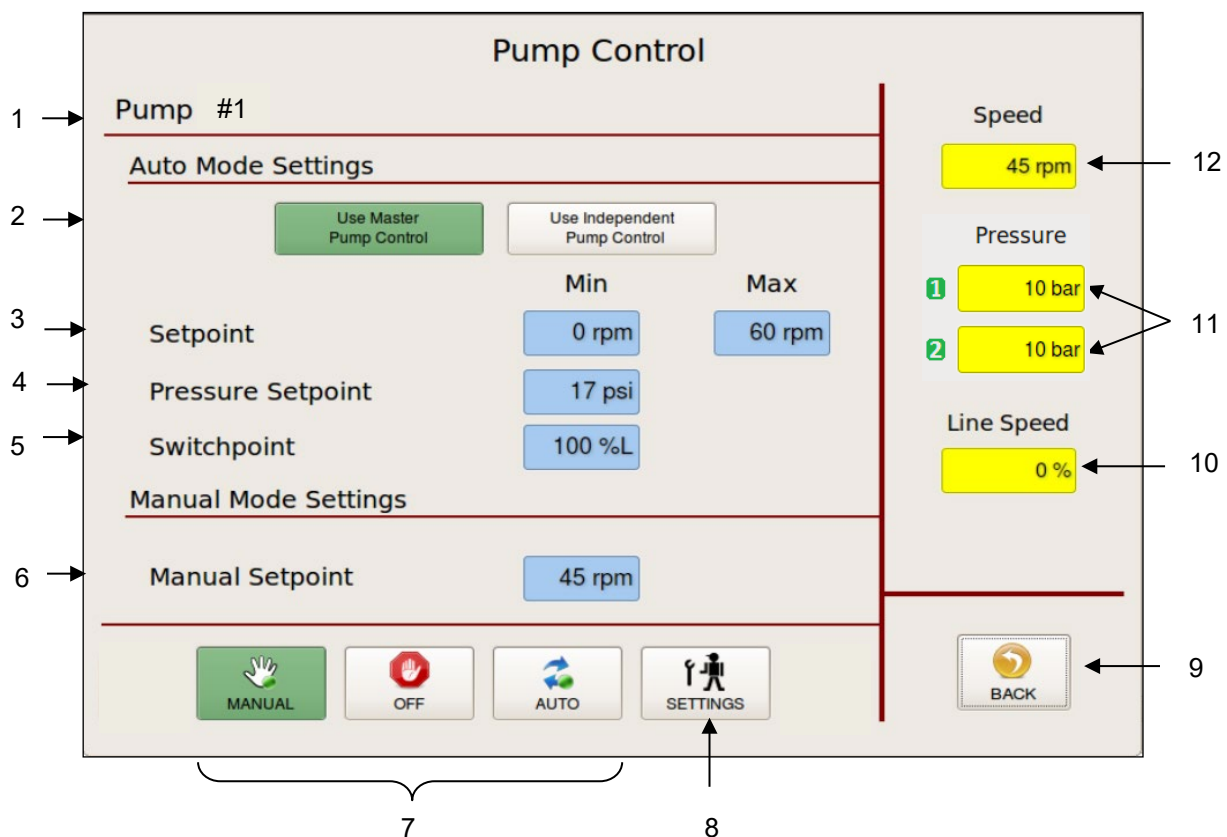 Pump Control
1
Pump #1
Auto Mode Settings
2
Use Master
Pump Control
Use Independent
Pump Control
Min Max
3
Setpoint 0 rpm 60 rpm
4
Pressure Setpoint 17 psi
5
Switchpoint 100 %L
Manual Mode Settings
6
Manual Setpoint 45 rpm
MANUAL OFF AUTO SETTINGS
7
8
Speed
45 rpm
12
Pressure
1 10 bar
2 10 bar
11
Line Speed
0 %
10
BACK
9